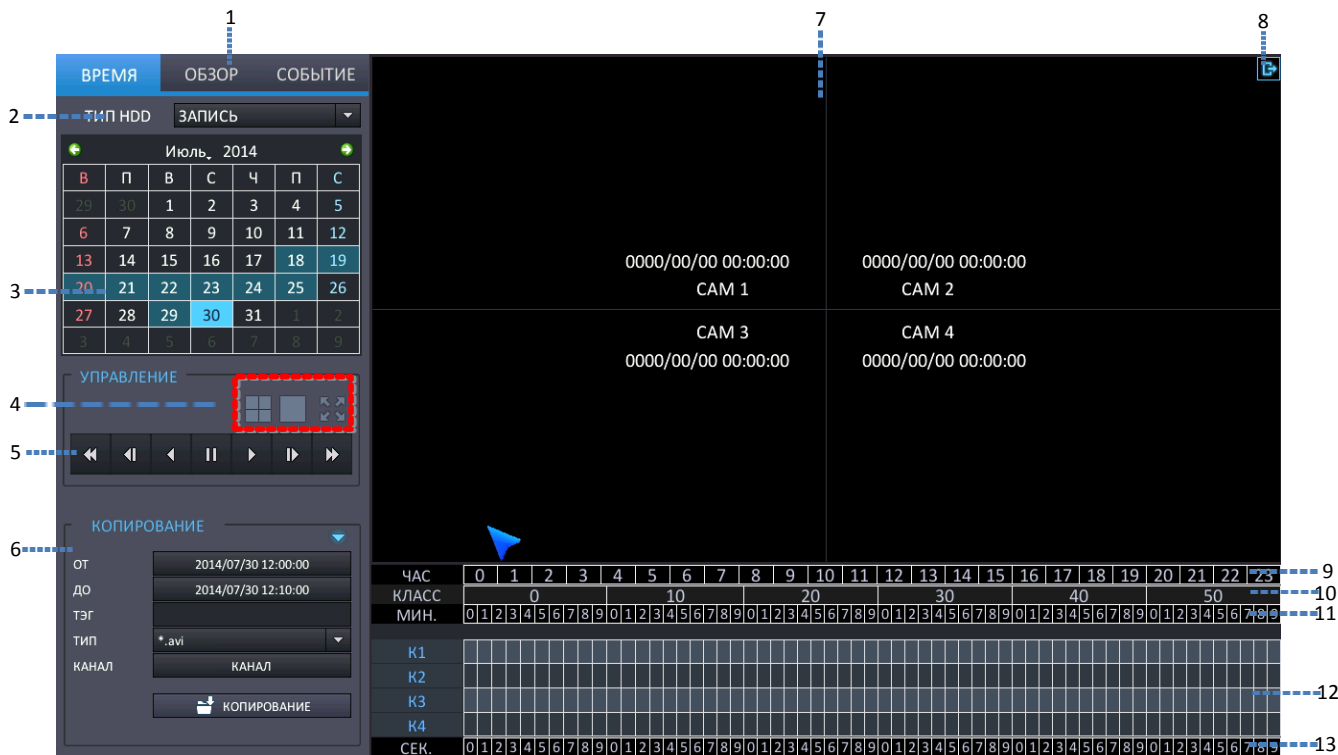 1
7
8
ВРЕМЯ ОБЗОР СОБЫТИЕ
2
ТИП HDD ЗАПИСЬ
Июль, 2014
В П В С Ч П С
29 30 1 2 3 4 5
6 7 8 9 10 11 12
13 14 15 16 17 18 19
3
20 21 22 23 24 25 26
27 28 29 30 31 1 2
3 4 5 6 7 8 9
0000/00/00 00:00:00 0000/00/00 00:00:00
CAM 1 CAM 2
CAM 3 CAM 4
0000/00/00 00:00:00 0000/00/00 00:00:00
УПРАВЛЕНИЕ
4
5
КОПИРОВАНИЕ
6
ОТ 2014/07/30 12:00:00
ДО 2014/07/30 12:10:00
ТЭГ
ТИП *.avi
КАНАЛ КАНАЛ
КОПИРОВАНИЕ
ЧАС 0 1 2 3 4 5 6 7 8 9 10 11 12 13 14 15 16 17 18 19 20 21 22 23
9
КЛАСС 0 10 20 30 40 50
10
МИН. 0 1 2 3 4 5 6 7 8 9 0 1 2 3 4 5 6 7 8 9 0 1 2 3 4 5 6 7 8 9 0 1 2 3 4 5 6 7 8 9 0 1 2 3 4 5 6 7 8 9 0 1 2 3 4 5 6 7 8 9
11
К1
К2
К3
12
К4
СЕК. 0 1 2 3 4 5 6 7 8 9 0 1 2 3 4 5 6 7 8 9 0 1 2 3 4 5 6 7 8 9 0 1 2 3 4 5 6 7 8 9 0 1 2 3 4 5 6 7 8 9 0 1 2 3 4 5 6 7 8 9
13